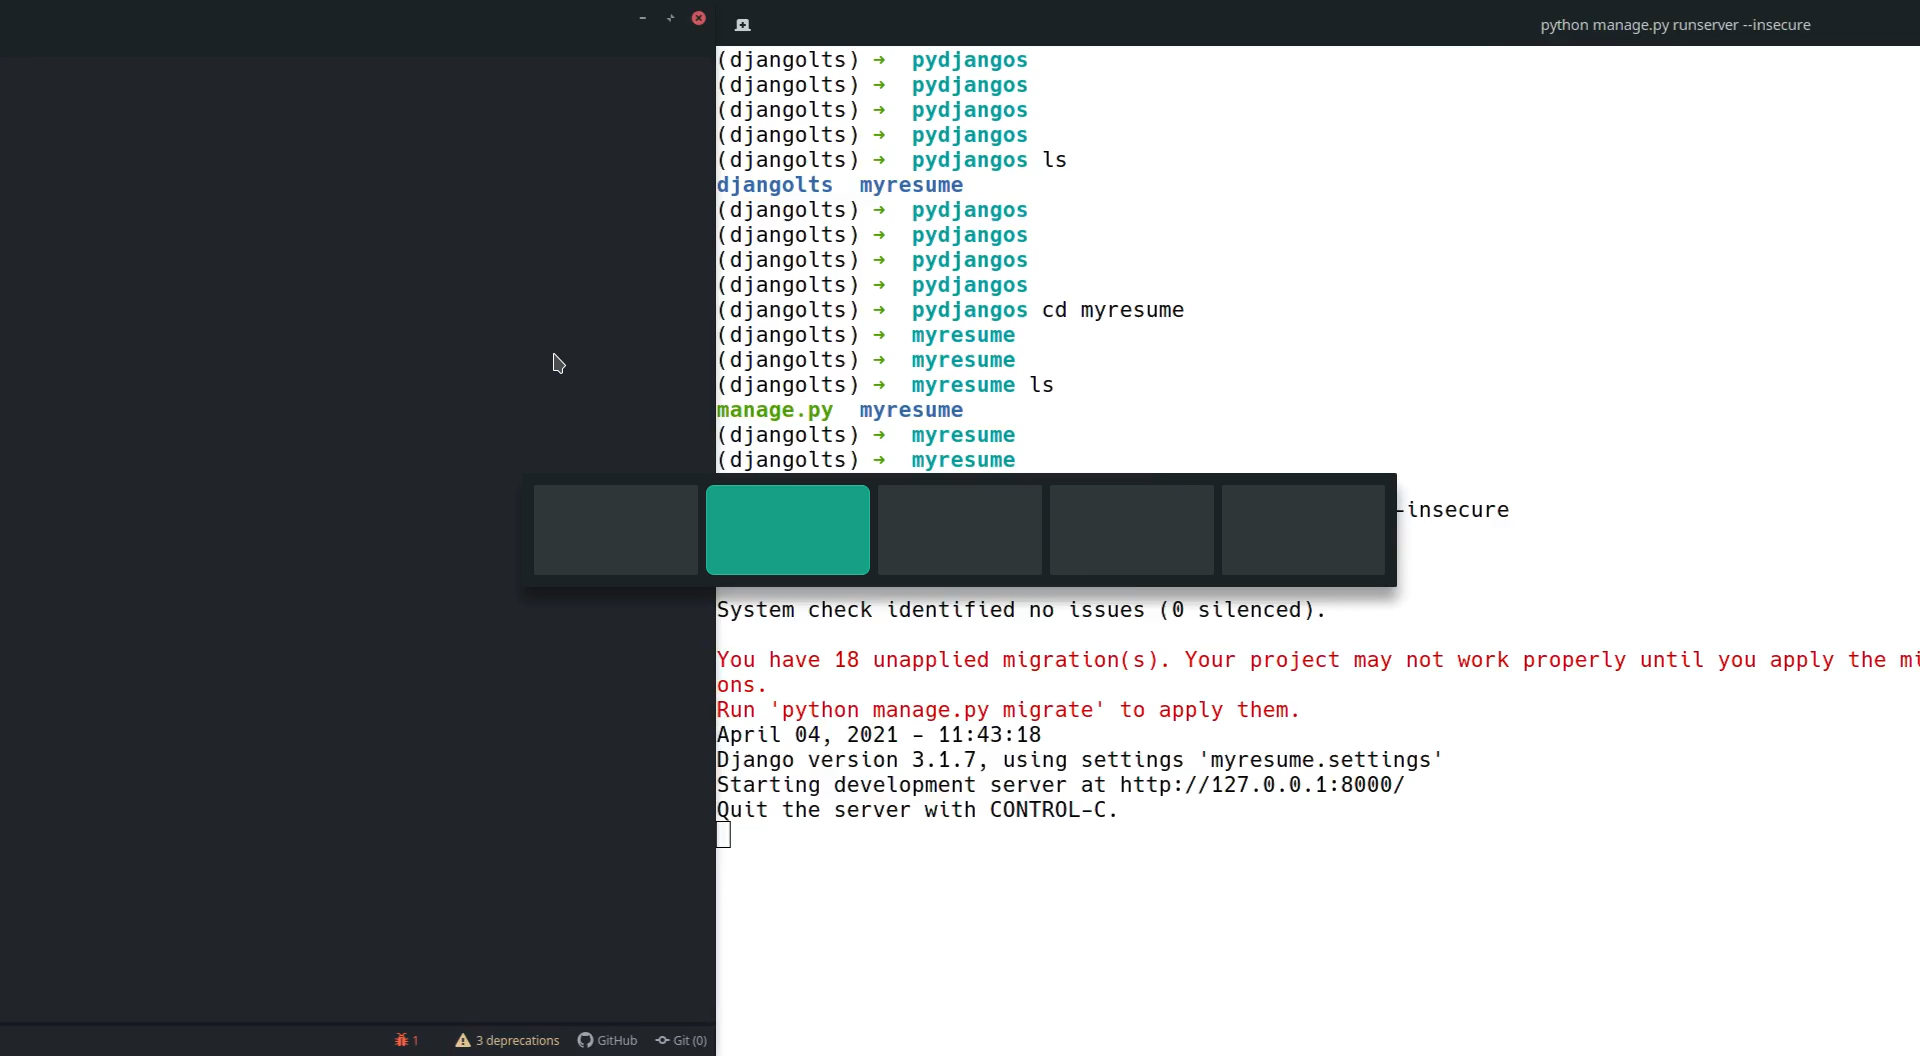 python manage.py runserver --insecure
(djangolts) ➜ pydjangos
(djangolts) ➜ pydjangos
(djangolts) ➜ pydjangos
(djangolts) ➜ pydjangos
(djangolts) ➜ pydjangos ls
djangolts myresume
(djangolts) ➜ pydjangos
(djangolts) ➜ pydjangos
(djangolts) ➜ pydjangos
(djangolts) ➜ pydjangos
(djangolts) ➜ pydjangos cd myresume
(djangolts) ➜ myresume
(djangolts) ➜ myresume
(djangolts) ➜ myresume ls
manage.py myresume
(djangolts) ➜ myresume
(djangolts) ➜ myresume
-insecure
System check identified no issues (0 silenced).
You have 18 unapplied migration(s). Your project may not work properly until you apply the mi
ons.
Run 'python manage.py migrate' to apply them.
April 04, 2021 - 11:43:18
Django version 3.1.7, using settings 'myresume.settings'
Starting development server at http://127.0.0.1:8000/
Quit the server with CONTROL-C.
1 3 deprecations GitHub Git (0)